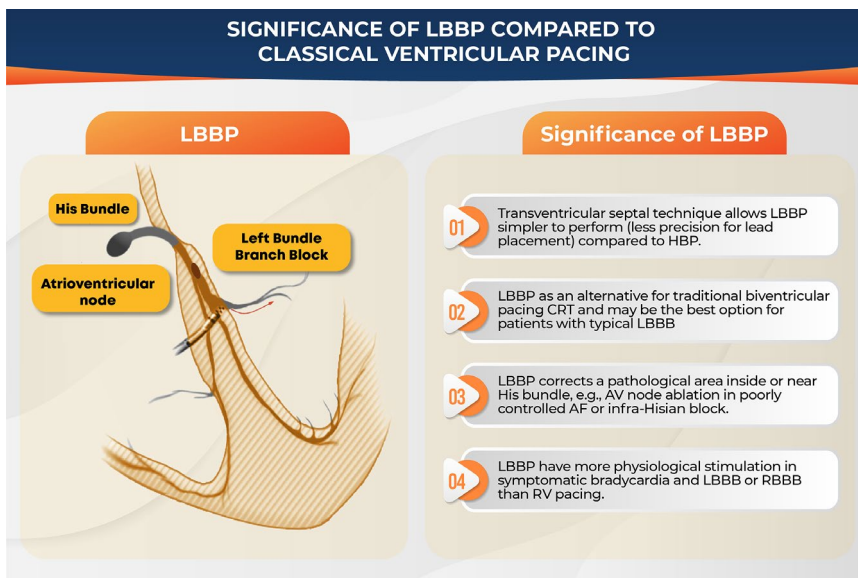 SIGNIFICANCE OF LBBP COMPARED TO
CLASSICAL VENTRICULAR PACING
LBBP
His Bundle
Left Bundle
Branch Block
Atrioventricular
node
Significance of LBBP
01
Transventricular septal technique allows LBBP
simpler to perform (less precision for lead
placement) compared to HBP.
02
LBBP as an alternative for traditional biventricular
pacing CRT and may be the best option for
patients with typical LBBB
03
LBBP corrects a pathological area inside or near
His bundle, e.g., AV node ablation in poorly
controlled AF or infra-Hisian block.
04
LBBP have more physiological stimulation in
symptomatic bradycardia and LBBB or RBBB
than RV pacing.